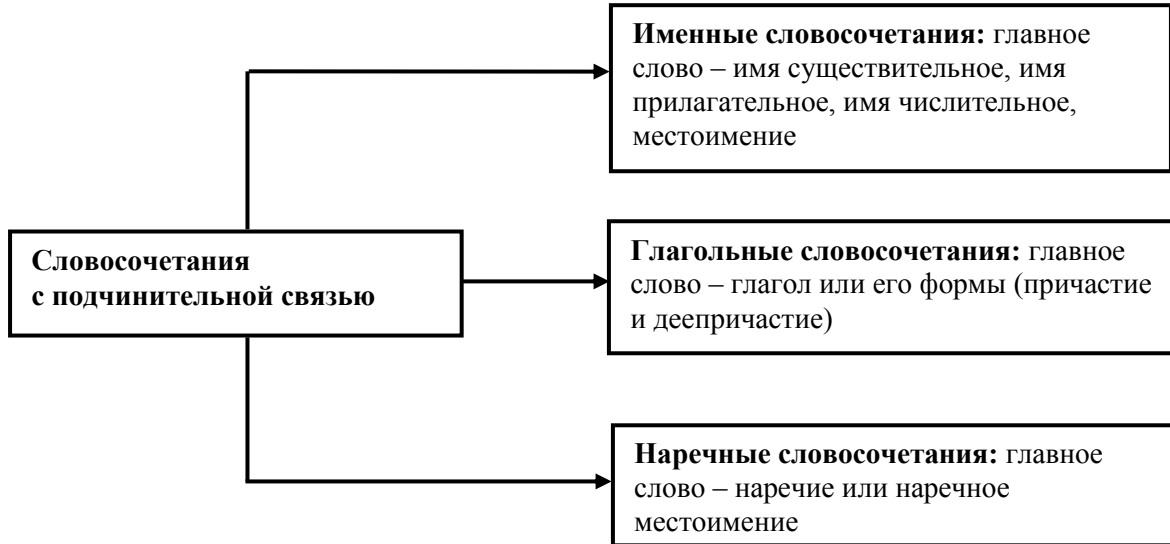 Именные словосочетания: главное
слово – имя существительное, имя
прилагательное, имя числительное,
местоимение
Словосочетания
с подчинительной связью
Глагольные словосочетания: главное
слово – глагол или его формы (причастие
и деепричастие)
Наречные словосочетания: главное
слово – наречие или наречное
местоимение